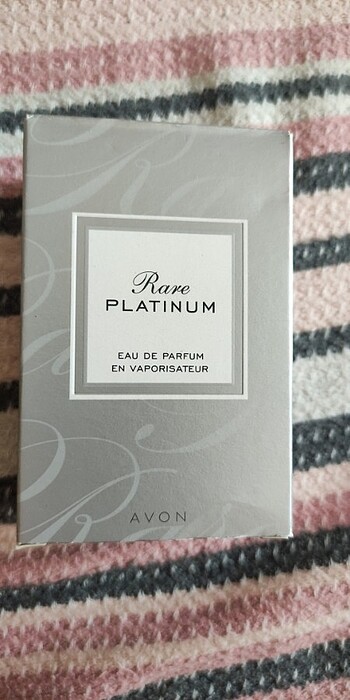 Rare
PLATINUM
EAU DE PARFUM
EN VAPORISATEUR
AVON